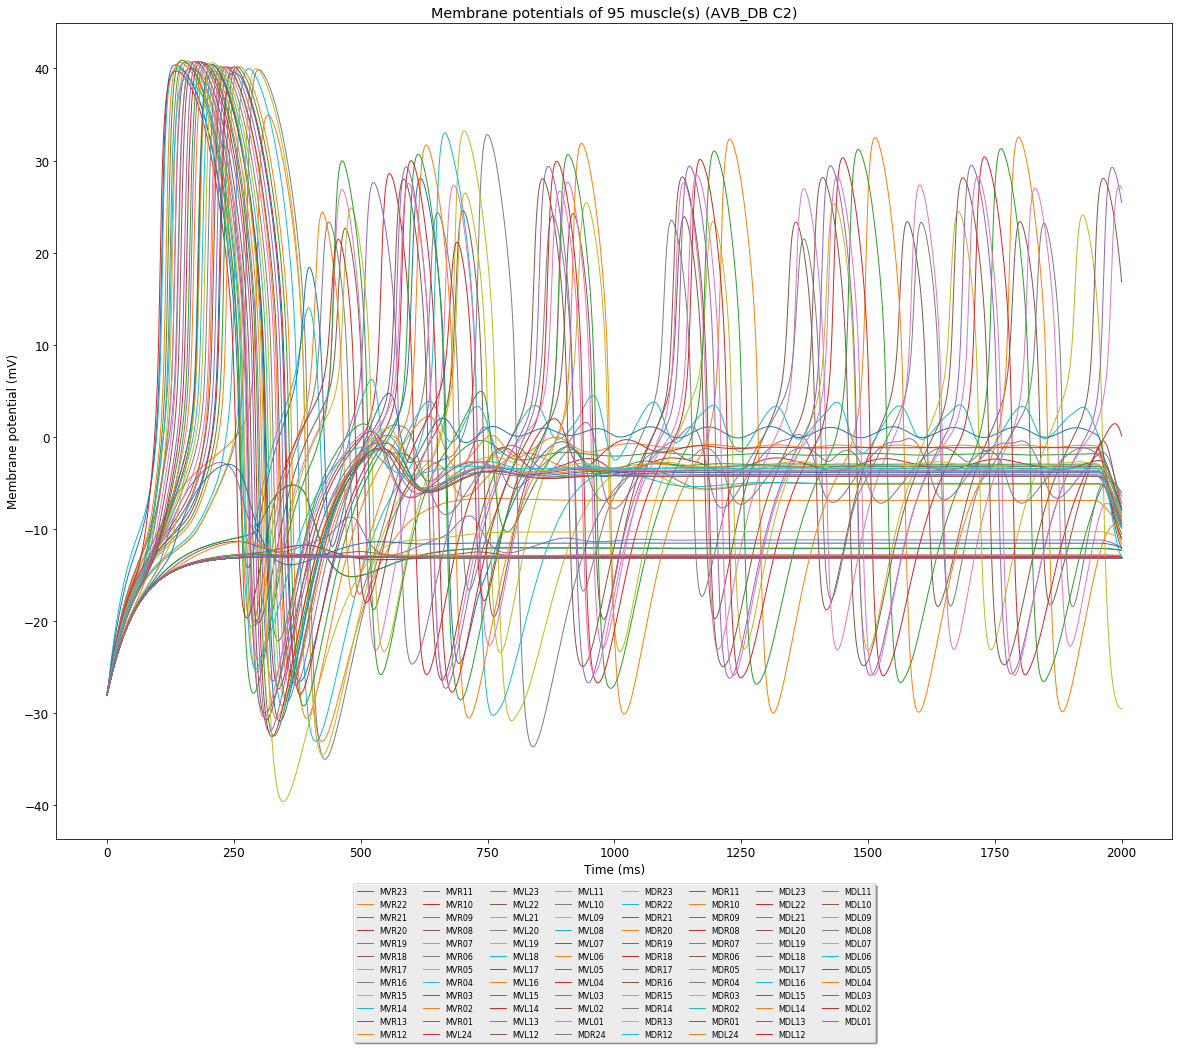 Membrane potentials of 95 muscle(s) (AVB_DB C2)
Membrane potential (mV)
40
30
20
10
0
−10
−20
−30
−40
0 250 500 750 1000 1250 1500 1750 2000
Time (ms)
MVR23 MVR11 MVL23 MVL11 MDR23 MDR11 MDL23 MDL11
MVR22 MVR10 MVL22 MVL10 MDR22 MDR10 MDL22 MDL10
MVR21 MVR09 MVL21 MVL09 MDR21 MDR09 MDL21 MDL09
MVR20 MVR08 MVL20 MVL08 MDR20 MDR08 MDL20 MDL08
MVR19 MVR07 MVL19 MVL07 MDR19 MDR07 MDL19 MDL07
MVR18 MVR06 MVL18 MVL06 MDR18 MDR06 MDL18 MDL06
MVR17 MVR05 MVL17 MVL05 MDR17 MDR05 MDL17 MDL05
MVR16 MVR04 MVL16 MVL04 MDR16 MDR04 MDL16 MDL04
MVR15 MVR03 MVL15 MVL03 MDR15 MDR03 MDL15 MDL03
MVR14 MVR02 MVL14 MVL02 MDR14 MDR02 MDL14 MDL02
MVR13 MVR01 MVL13 MVL01 MDR13 MDR01 MDL13 MDL01
MVR12 MVL24 MVL12 MDR24 MDR12 MDL24 MDL12